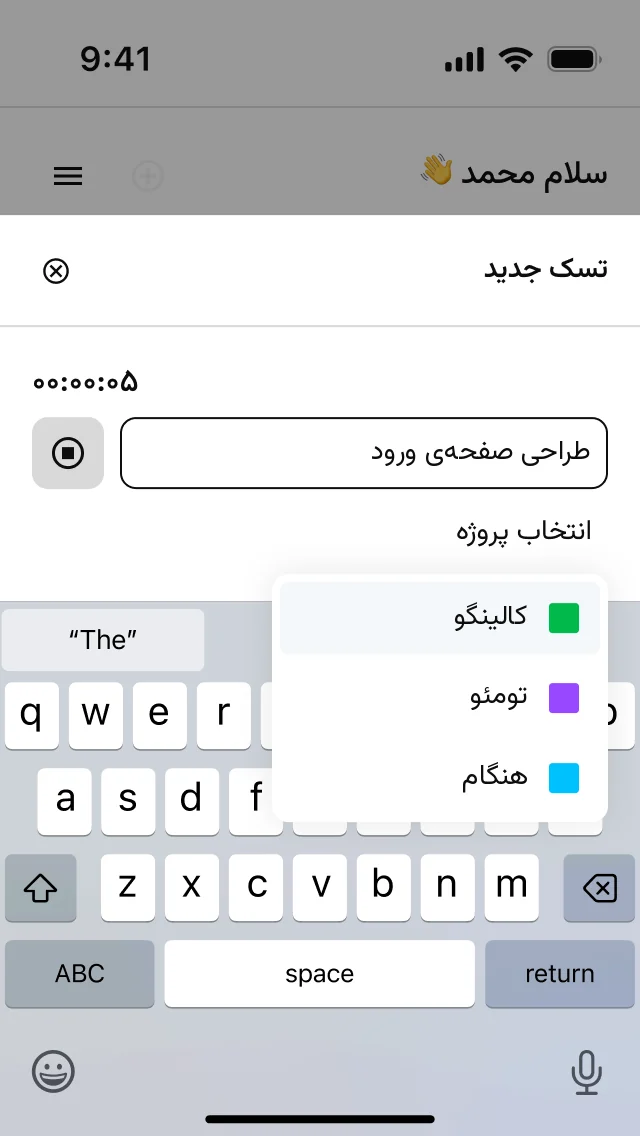 9:41
سلام محمد 👋
تسک جدید
۰۰:۰۰:۰۵
طراحی صفحه‌ی ورود
انتخاب پروژه
کالینگو
تومئو
هنگام
“The”
q w e r p
a s d f
z x c v b n m
ABC space return